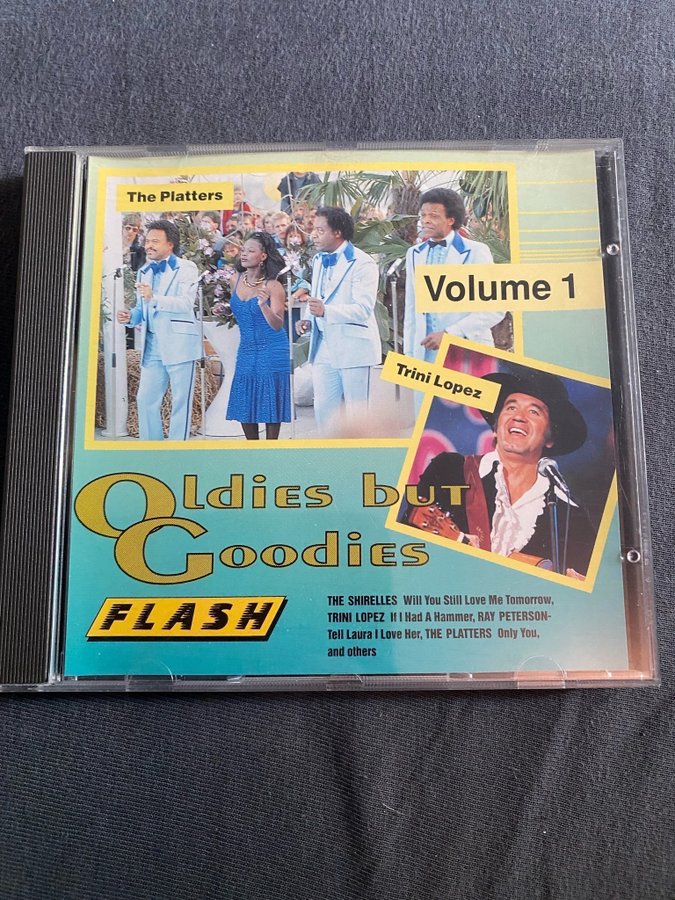 The Platters
Volume 1
Trini Lopez
Oldies but
Goodies
FLASH
THE SHIRELLES Will You Still Love Me Tomorrow,
TRINI LOPEZ If I Had A Hammer, RAY PETERSON-
Tell Laura I Love Her, THE PLATTERS Only You,
and others